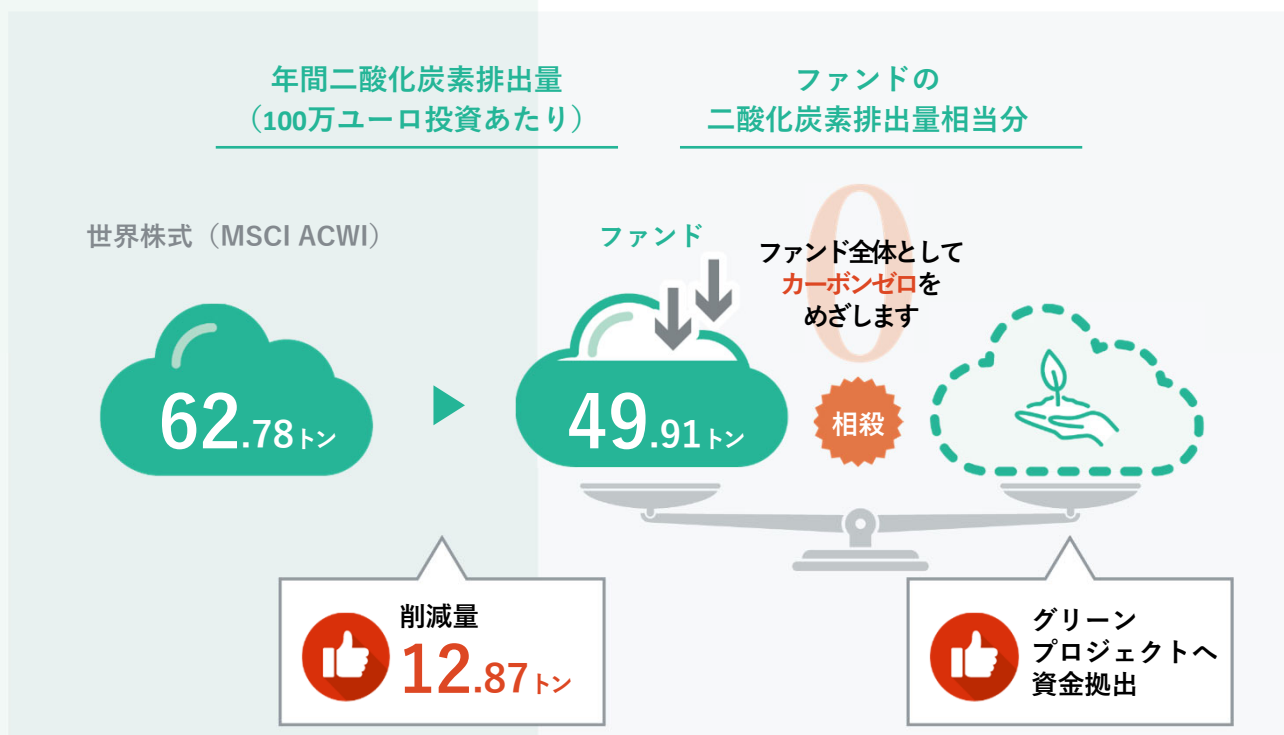 年間二酸化炭素排出量
（100万ユーロ投資あたり）
ファンドの
二酸化炭素排出量相当分
世界株式（MSCI ACWI）
ファンド
0
ファンド全体として
カーボンゼロを
めざします
62.78トン
49.91トン
相殺
削減量
12.87トン
グリーン
プロジェクトへ
資金拠出